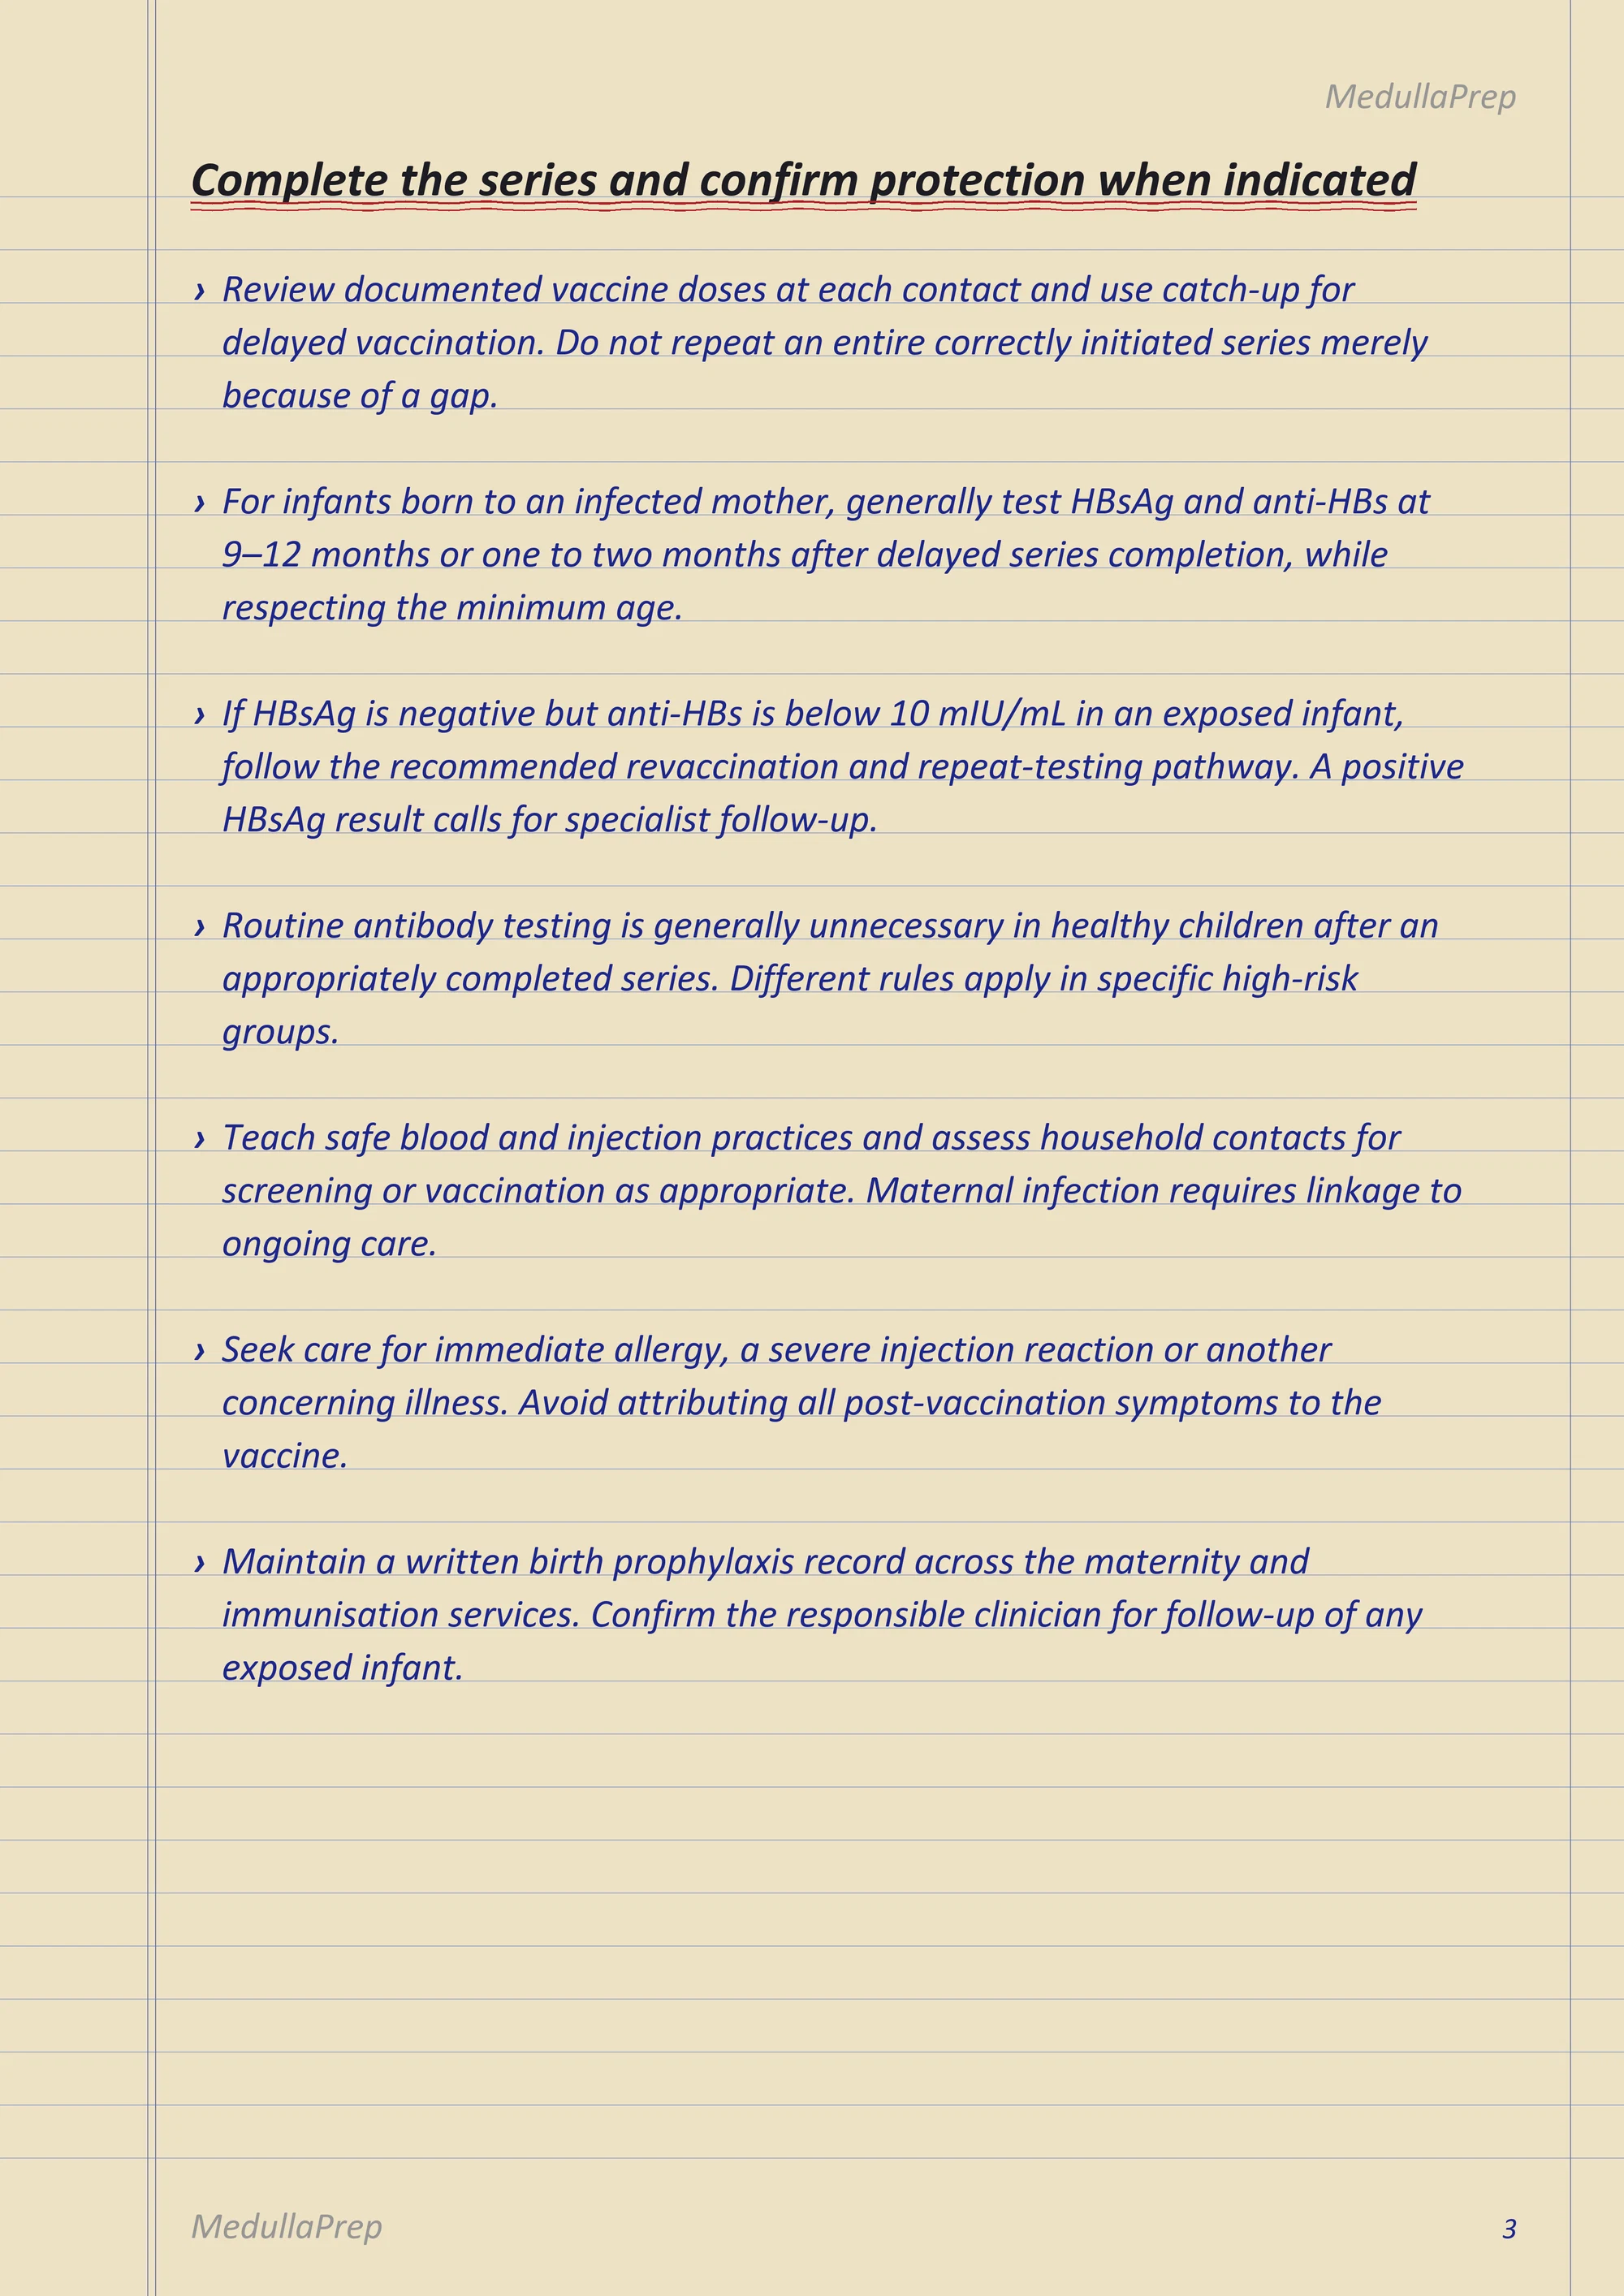 MedullaPrep
Complete the series and confirm protection when indicated
› Review documented vaccine doses at each contact and use catch-up for
delayed vaccination. Do not repeat an entire correctly initiated series merely
because of a gap.
› For infants born to an infected mother, generally test HBsAg and anti-HBs at
9–12 months or one to two months after delayed series completion, while
respecting the minimum age.
› If HBsAg is negative but anti-HBs is below 10 mIU/mL in an exposed infant,
follow the recommended revaccination and repeat-testing pathway. A positive
HBsAg result calls for specialist follow-up.
› Routine antibody testing is generally unnecessary in healthy children after an
appropriately completed series. Different rules apply in specific high-risk
groups.
› Teach safe blood and injection practices and assess household contacts for
screening or vaccination as appropriate. Maternal infection requires linkage to
ongoing care.
› Seek care for immediate allergy, a severe injection reaction or another
concerning illness. Avoid attributing all post-vaccination symptoms to the
vaccine.
› Maintain a written birth prophylaxis record across the maternity and
immunisation services. Confirm the responsible clinician for follow-up of any
exposed infant.
MedullaPrep
3